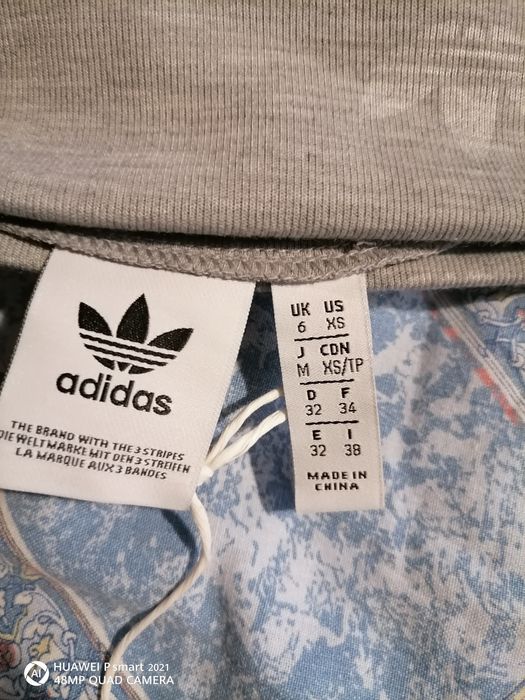 adidas
THE BRAND WITH THE 3 STRIPES
DIE WELTMARKE MIT DEN 3 STREIFEN
LA MARQUE AUX 3 BANDES
UK US
6 XS
J CDN
M XS/TP
D F
32 34
E I
32 38
MADE IN
CHINA
AI HUAWEI P smart 2021
48MP QUAD CAMERA